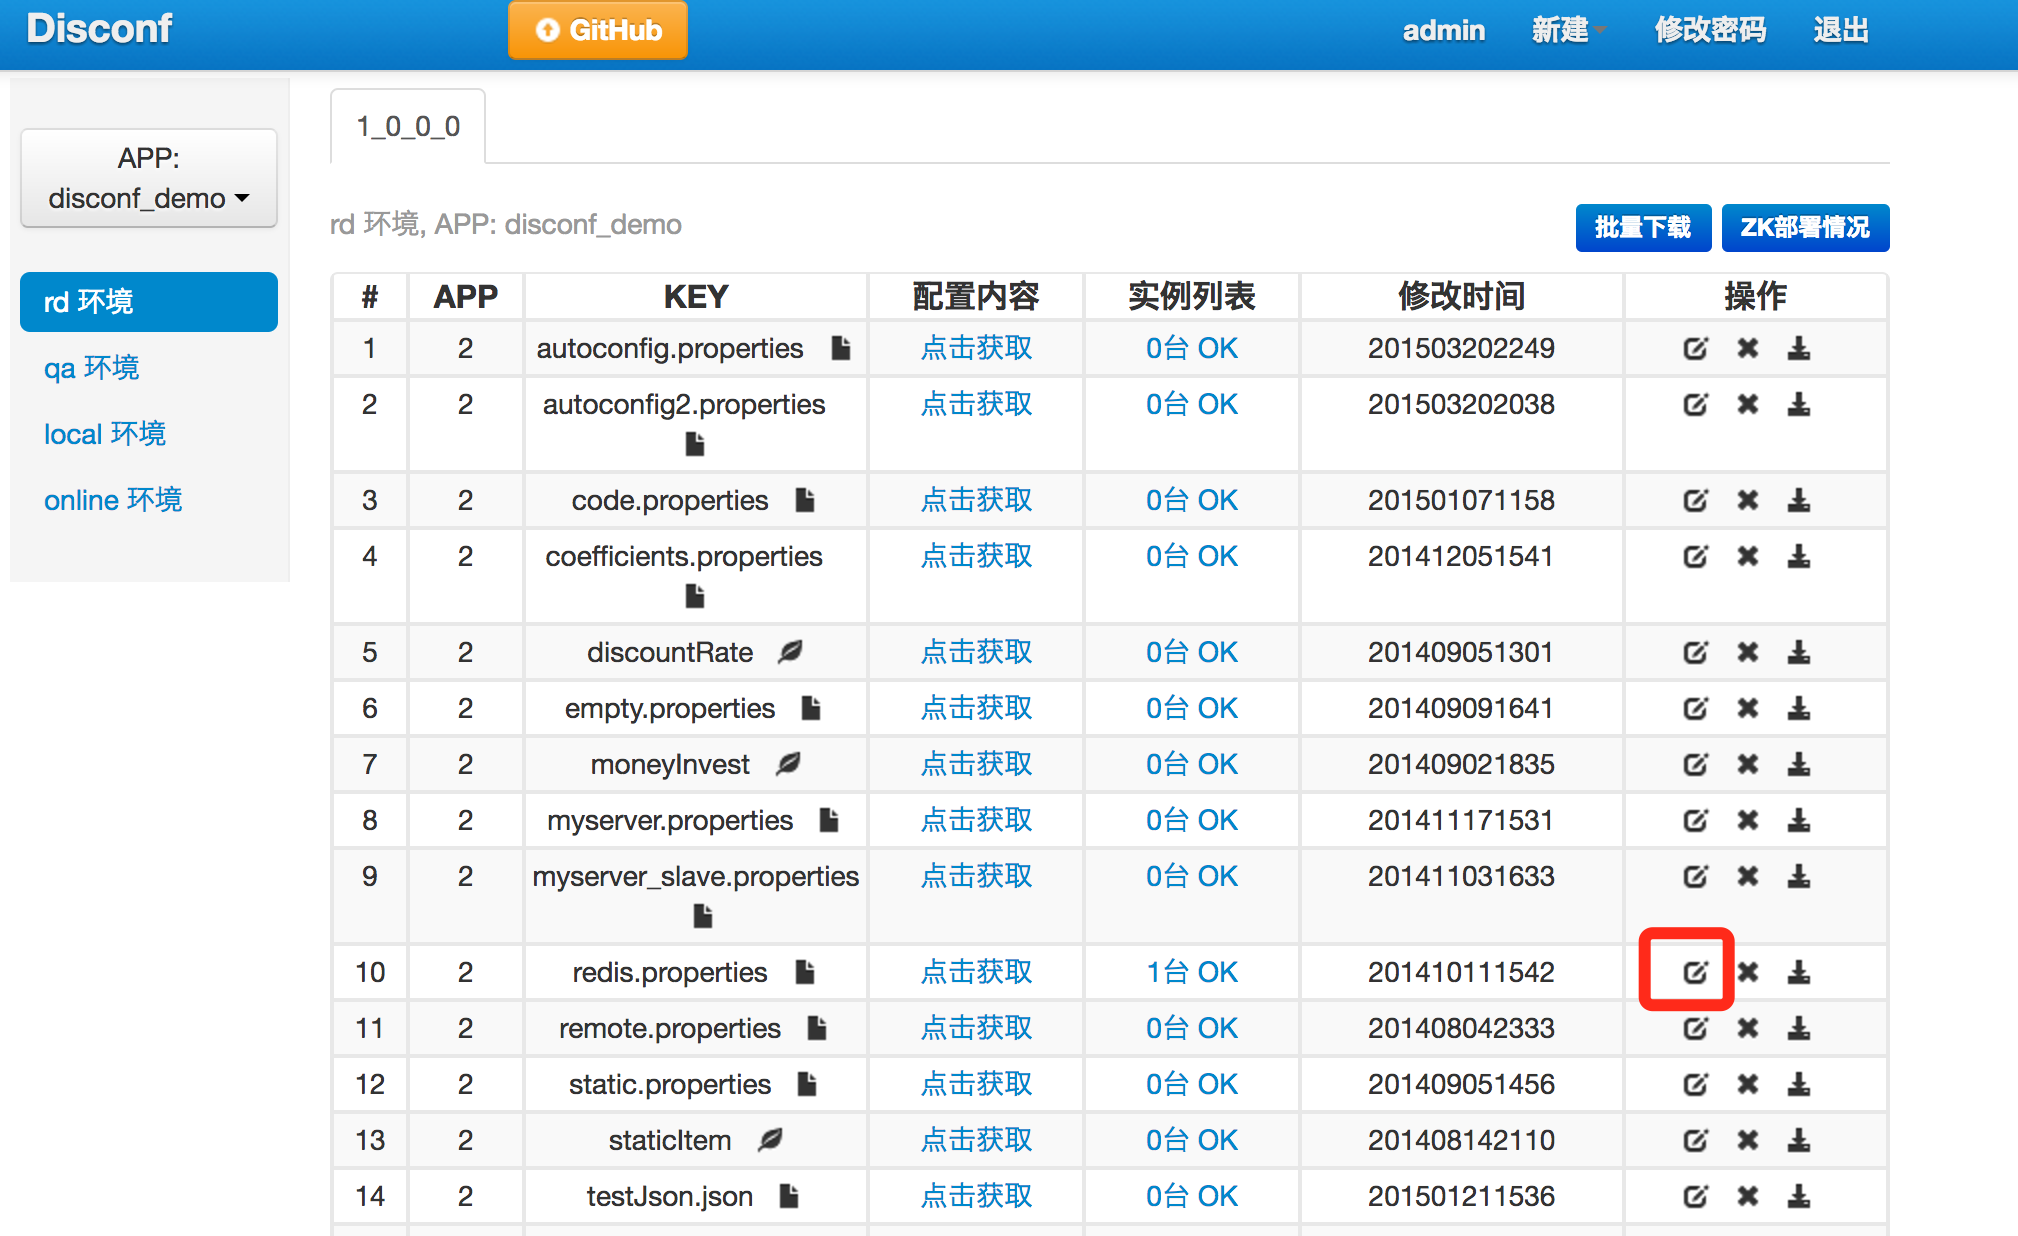 Disconf
GitHub
admin 新建 修改密码 退出
APP:
disconf_demo
rd 环境
qa 环境
local 环境
online 环境
1_0_0_0
rd 环境, APP: disconf_demo
批量下载 ZK部署情况
# APP KEY 配置内容 实例列表 修改时间 操作
1 2 autoconfig.properties 点击获取 0台 OK 201503202249
2 2 autoconfig2.properties 点击获取 0台 OK 201503202038
3 2 code.properties 点击获取 0台 OK 201501071158
4 2 coefficients.properties 点击获取 0台 OK 201412051541
5 2 discountRate 点击获取 0台 OK 201409051301
6 2 empty.properties 点击获取 0台 OK 201409091641
7 2 moneyInvest 点击获取 0台 OK 201409021835
8 2 myserver.properties 点击获取 0台 OK 201411171531
9 2 myserver_slave.properties 点击获取 0台 OK 201411031633
10 2 redis.properties 点击获取 1台 OK 201410111542
11 2 remote.properties 点击获取 0台 OK 201408042333
12 2 static.properties 点击获取 0台 OK 201409051456
13 2 staticItem 点击获取 0台 OK 201408142110
14 2 testJson.json 点击获取 0台 OK 201501211536